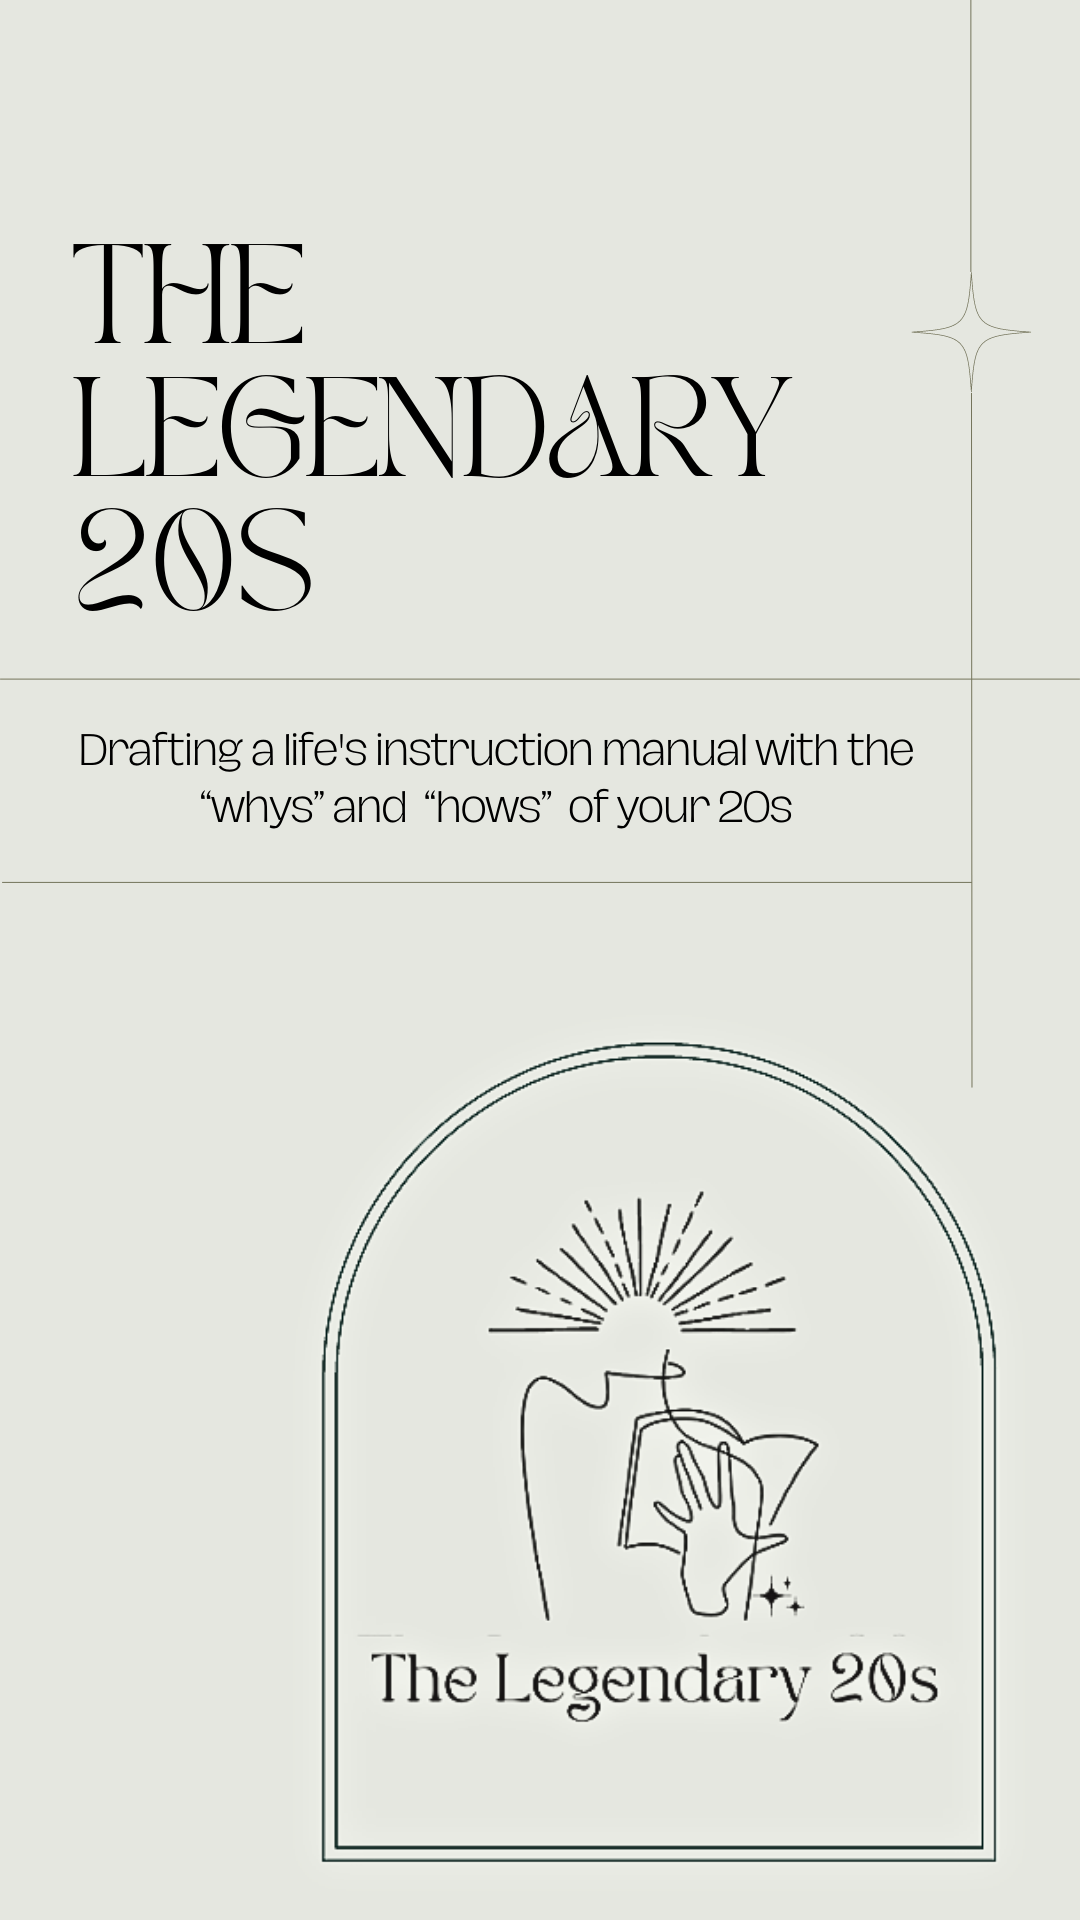 THE
LEGENDARY
20S
Drafting a life's instruction manual with the
“whys” and “hows” of your 20s
The Legendary 20s